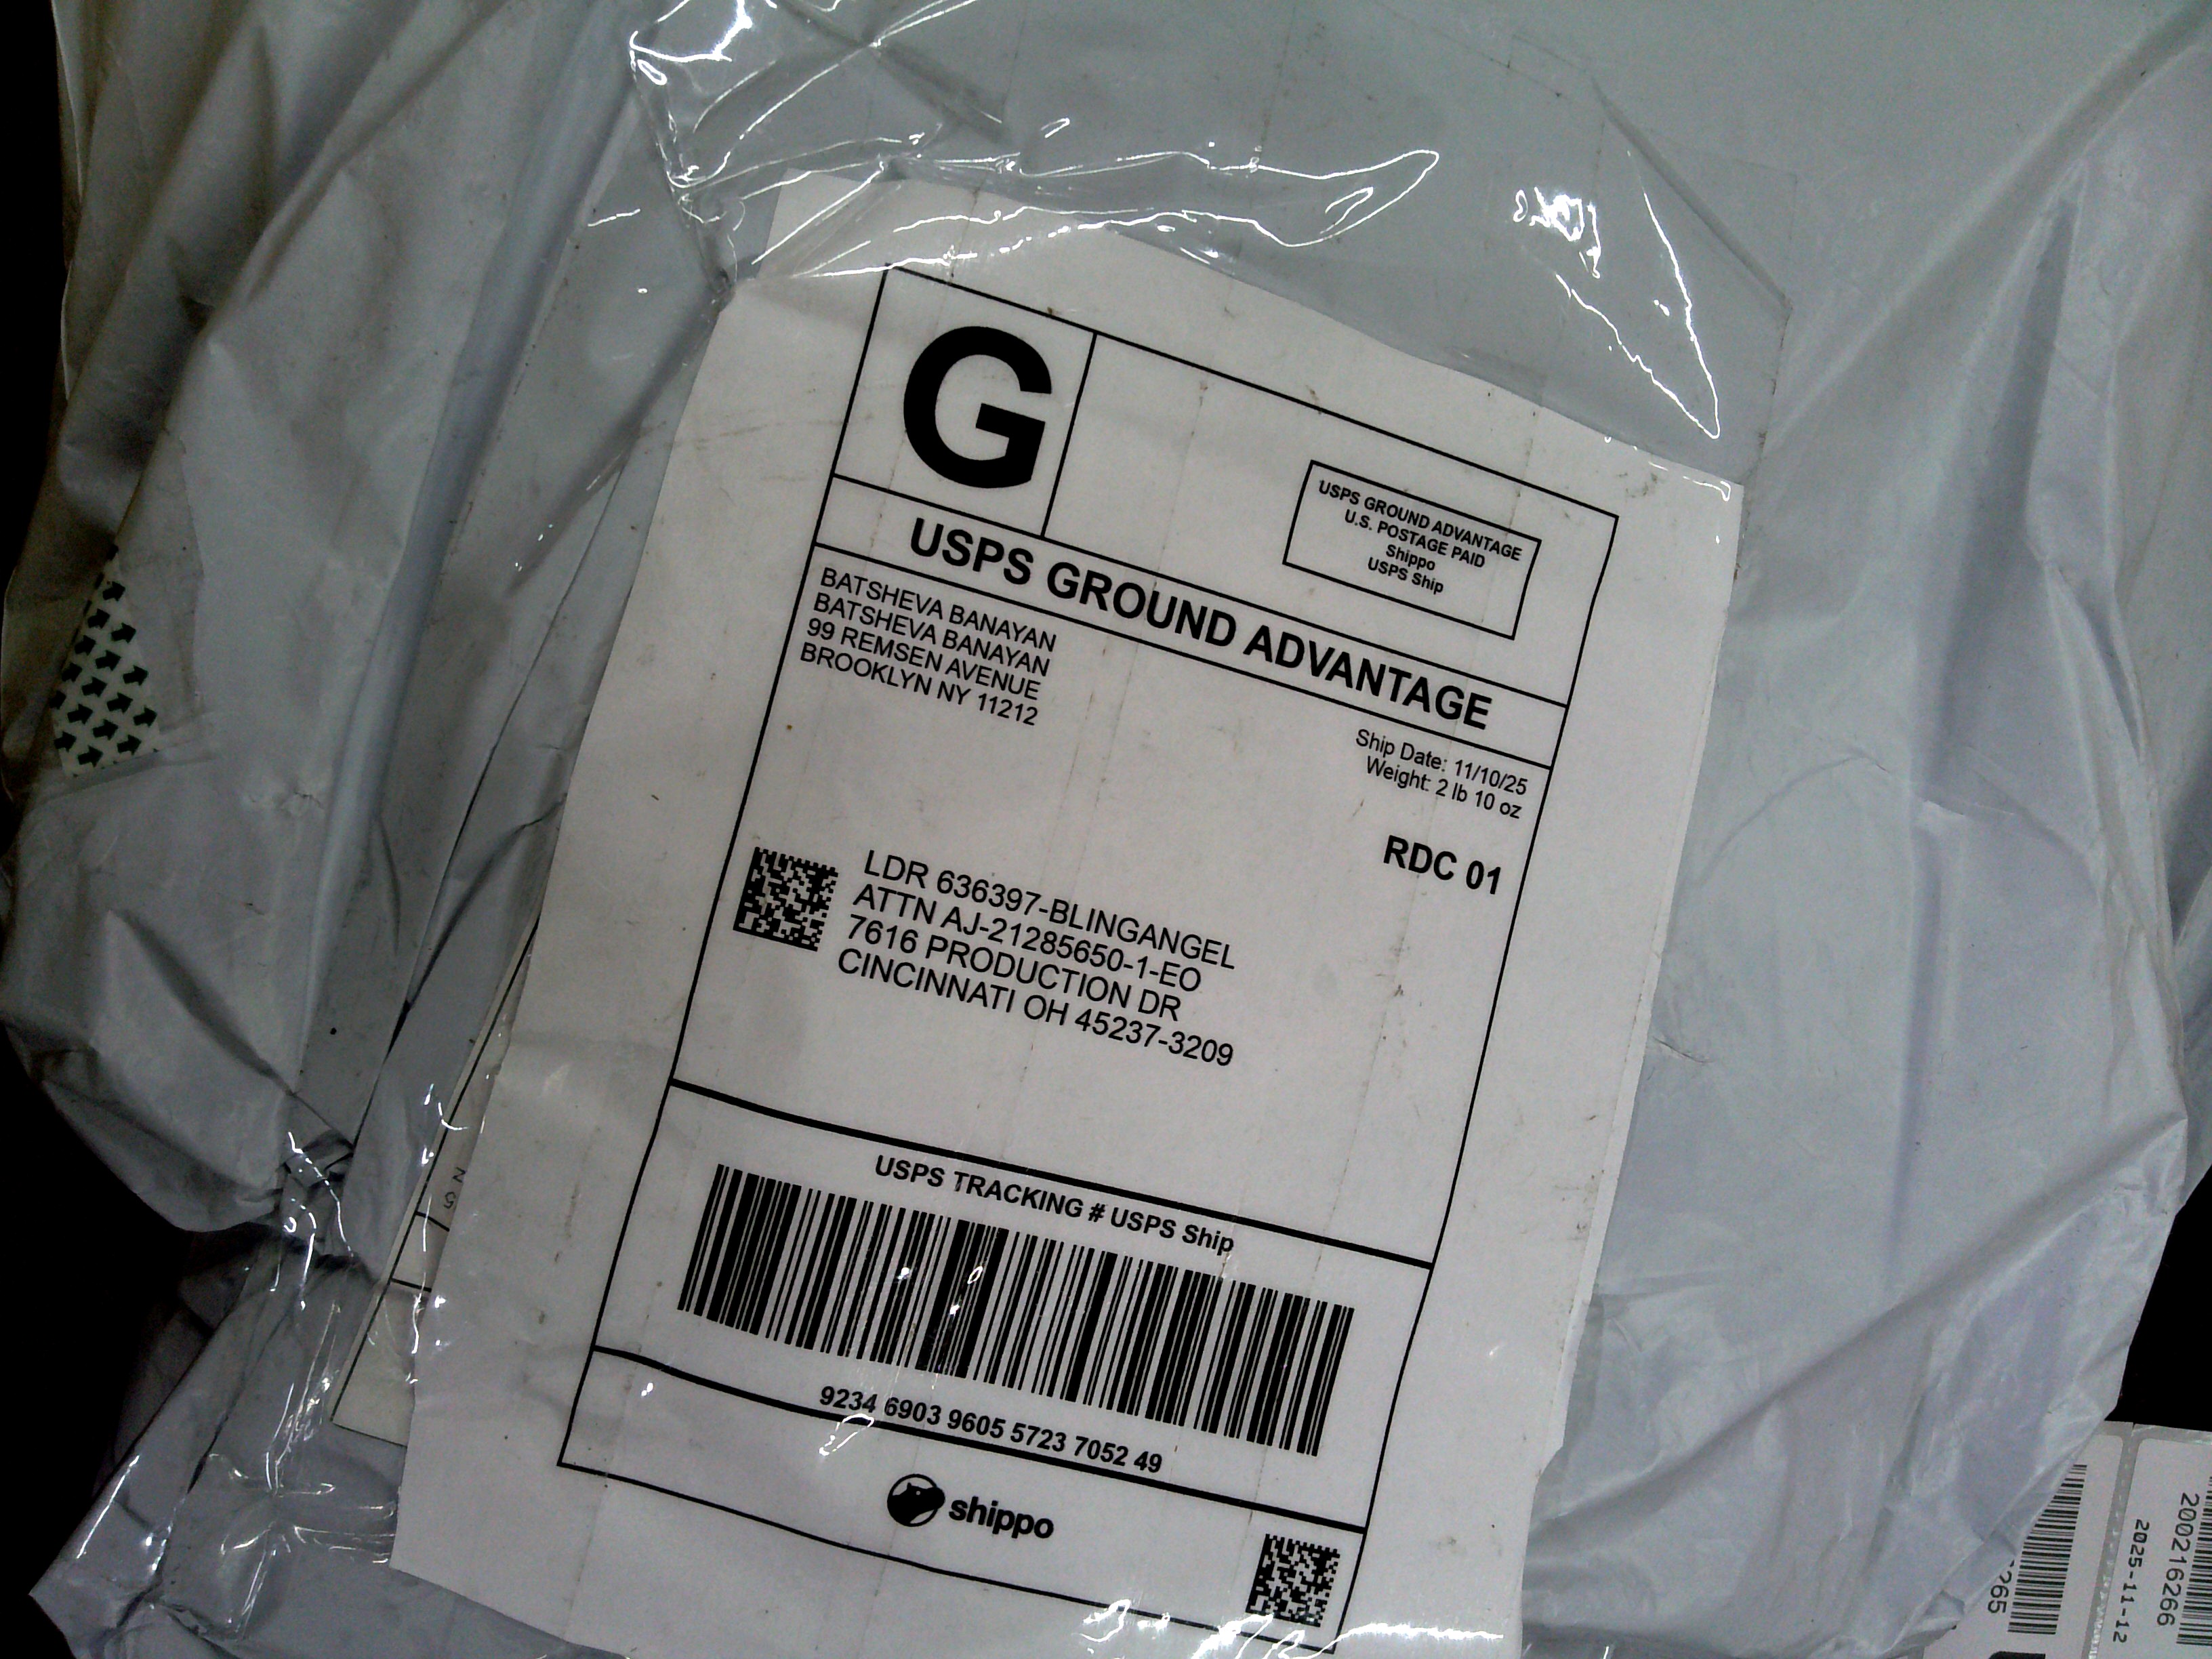 G
USPS GROUND ADVANTAGE
U.S. POSTAGE PAID
Shippo
USPS Ship
USPS GROUND ADVANTAGE
BATSHEVA BANAYAN
BATSHEVA BANAYAN
99 REMSEN AVENUE
BROOKLYN NY 11212
Ship Date: 11/10/25
Weight: 2 lb 10 oz
RDC 01
LDR 636397-BLINGANGEL
ATTN AJ-21285650-1-EO
7616 PRODUCTION DR
CINCINNATI OH 45237-3209
USPS TRACKING # USPS Ship
9234 6903 9605 5723 7052 49
shippo
2025-11-12
2000216266